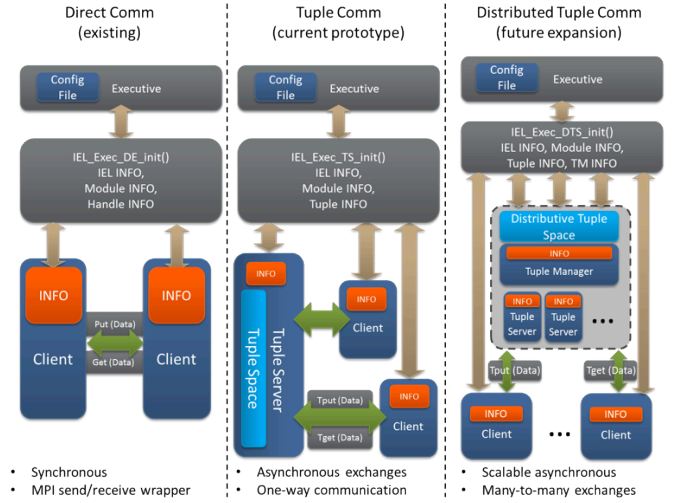 Direct Comm
(existing)
Config
File
Executive
IEL_Exec_DE_init()
IEL INFO,
Module INFO,
Handle INFO
INFO
INFO
Put (Data)
Get (Data)
Client
Client
• Synchronous
• MPI send/receive wrapper
Tuple Comm
(current prototype)
Config
File
Executive
IEL_Exec_TS_init()
IEL INFO,
Module INFO,
Tuple INFO
INFO
Tuple Space
Tuple Server
INFO
Client
Tput (Data)
Tget (Data)
INFO
Client
• Asynchronous exchanges
• One-way communication
Distributed Tuple Comm
(future expansion)
Config
File
Executive
IEL_Exec_DTS_init()
IEL INFO, Module INFO,
Tuple INFO, TM INFO
Distributive Tuple
Space
INFO
Tuple Manager
INFO
Tuple
Server
INFO
Tuple
Server
•••
Tput (Data)
Tget (Data)
INFO
Client
•••
INFO
Client
• Scalable asynchronous
• Many-to-many exchanges